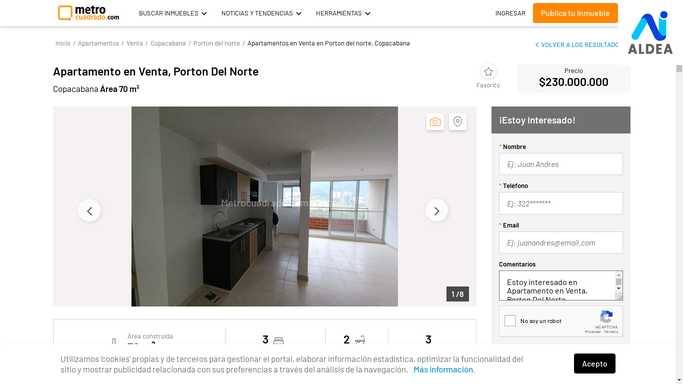 metro
cuadrado.com
BUSCAR INMUEBLES
NOTICIAS Y TENDENCIAS
HERRAMIENTAS
INGRESAR
Publica tu Inmueble
ALDEA
Inicio / Apartamentos / Venta / Copacabana / Porton del norte / Apartamentos en Venta en Porton del norte, Copacabana
VOLVER A LOS RESULTADO
Apartamento en Venta, Porton Del Norte
Copacabana Área 70 m²
Favorito
Precio
$230.000.000
1 / 8
¡Estoy Interesado!
* Nombre
Ej: Juan Andres
* Teléfono
Ej: 322*******
* Email
Ej: juanandres@email.com
Comentarios
Estoy interesado en
Apartamento en Venta,
Porton Del Norte
No soy un robot
reCAPTCHA
Privacidad - Términos
Área construida
3
2
3
Utilizamos 'cookies' propias y de terceros para gestionar el portal, elaborar información estadística, optimizar la funcionalidad del
sitio y mostrar publicidad relacionada con sus preferencias a través del análisis de la navegación. Más información.
Acepto